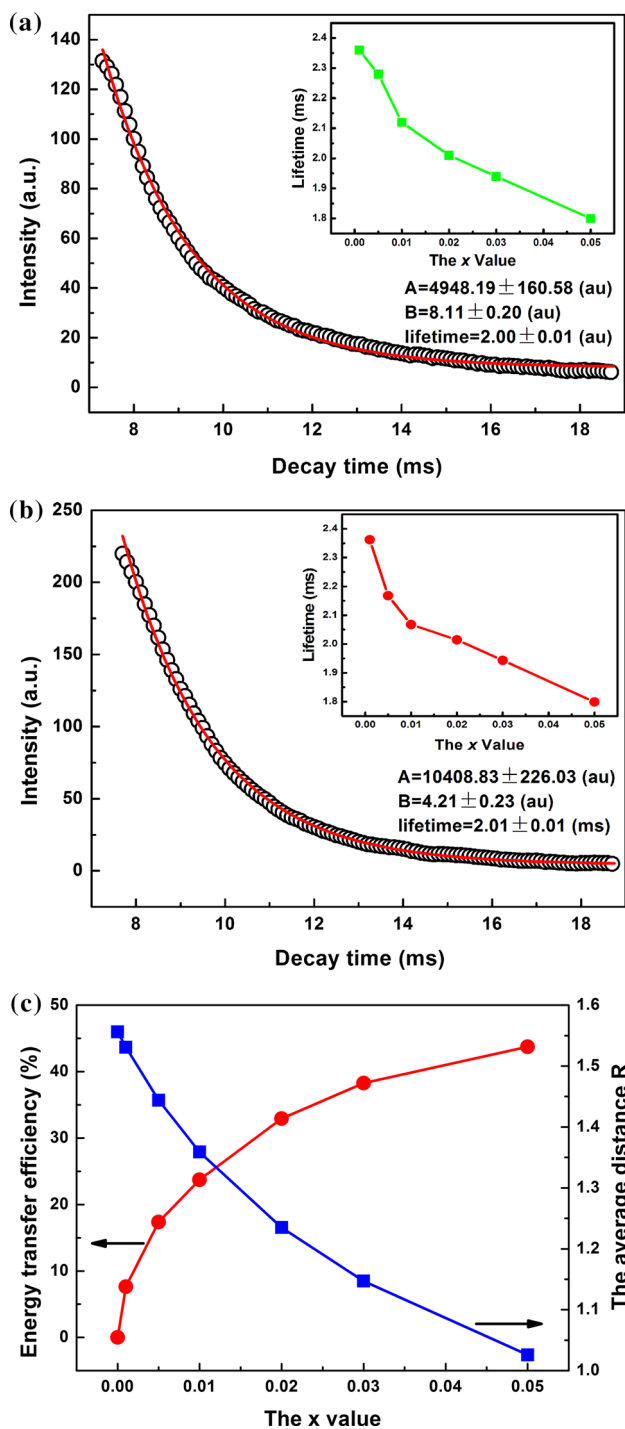 (a)
140
120
100
80
60
40
20
0
Intensity (a.u.)
8 10 12 14 16 18
Decay time (ms)
2.4
2.3
2.2
2.1
2.0
1.9
1.8
Lifetime (ms)
0.00 0.01 0.02 0.03 0.04 0.05
The x Value
A=4948.19±160.58 (au)
B=8.11±0.20 (au)
lifetime=2.00±0.01 (au)
(b)
250
200
150
100
50
0
Intensity (a.u.)
8 10 12 14 16 18
Decay time (ms)
2.4
2.3
2.2
2.1
2.0
1.9
1.8
Lifetime (ms)
0.00 0.01 0.02 0.03 0.04 0.05
The x Value
A=10408.83±226.03 (au)
B=4.21±0.23 (au)
lifetime=2.01±0.01 (ms)
(c)
50
40
30
20
10
0
Energy transfer efficiency (%)
1.6
1.5
1.4
1.3
1.2
1.1
1.0
The average distance R
0.00 0.01 0.02 0.03 0.04 0.05
The x value